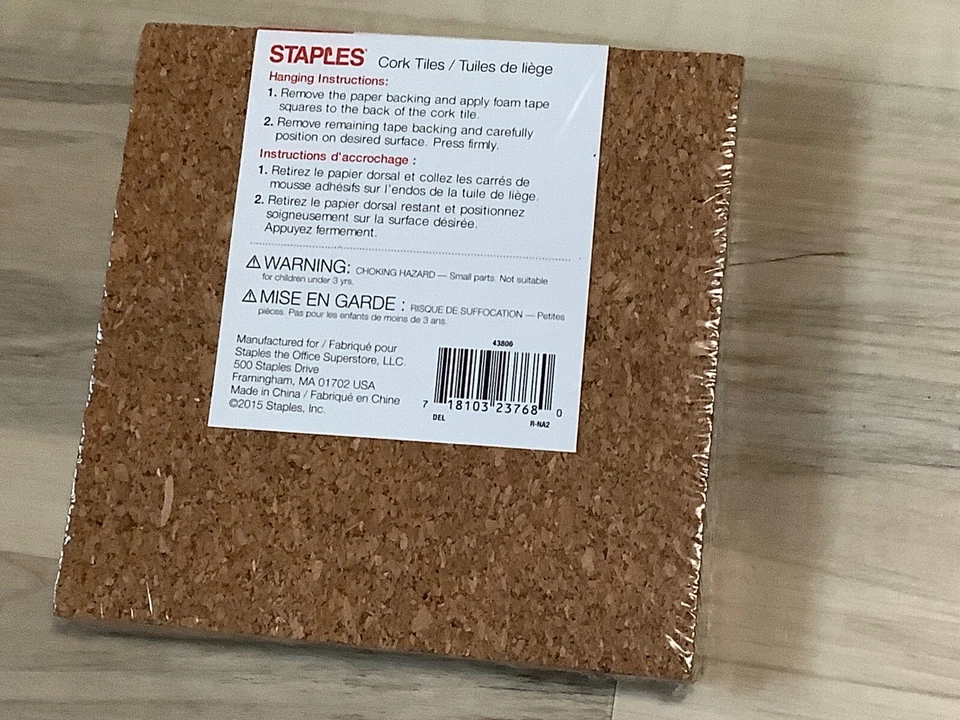 STAPLES Cork Tiles / Tuiles de liège
Hanging Instructions:
1. Remove the paper backing and apply foam tape
squares to the back of the cork tile.
2. Remove remaining tape backing and carefully
position on desired surface. Press firmly.
Instructions d'accrochage :
1. Retirez le papier dorsal et collez les carrés de
mousse adhésifs sur l'endos de la tuile de liège.
2. Retirez le papier dorsal restant et positionnez
soigneusement sur la surface désirée.
Appuyez fermement.
⚠ WARNING: CHOKING HAZARD — Small parts. Not suitable
for children under 3 yrs.
⚠ MISE EN GARDE : RISQUE DE SUFFOCATION — Petites
pièces. Pas pour les enfants de moins de 3 ans.
Manufactured for / Fabriqué pour
Staples the Office Superstore, LLC.
500 Staples Drive
Framingham, MA 01702 USA
Made in China / Fabriqué en Chine
©2015 Staples, Inc.
43806
7 18103 23768 0
DEL R-NA2